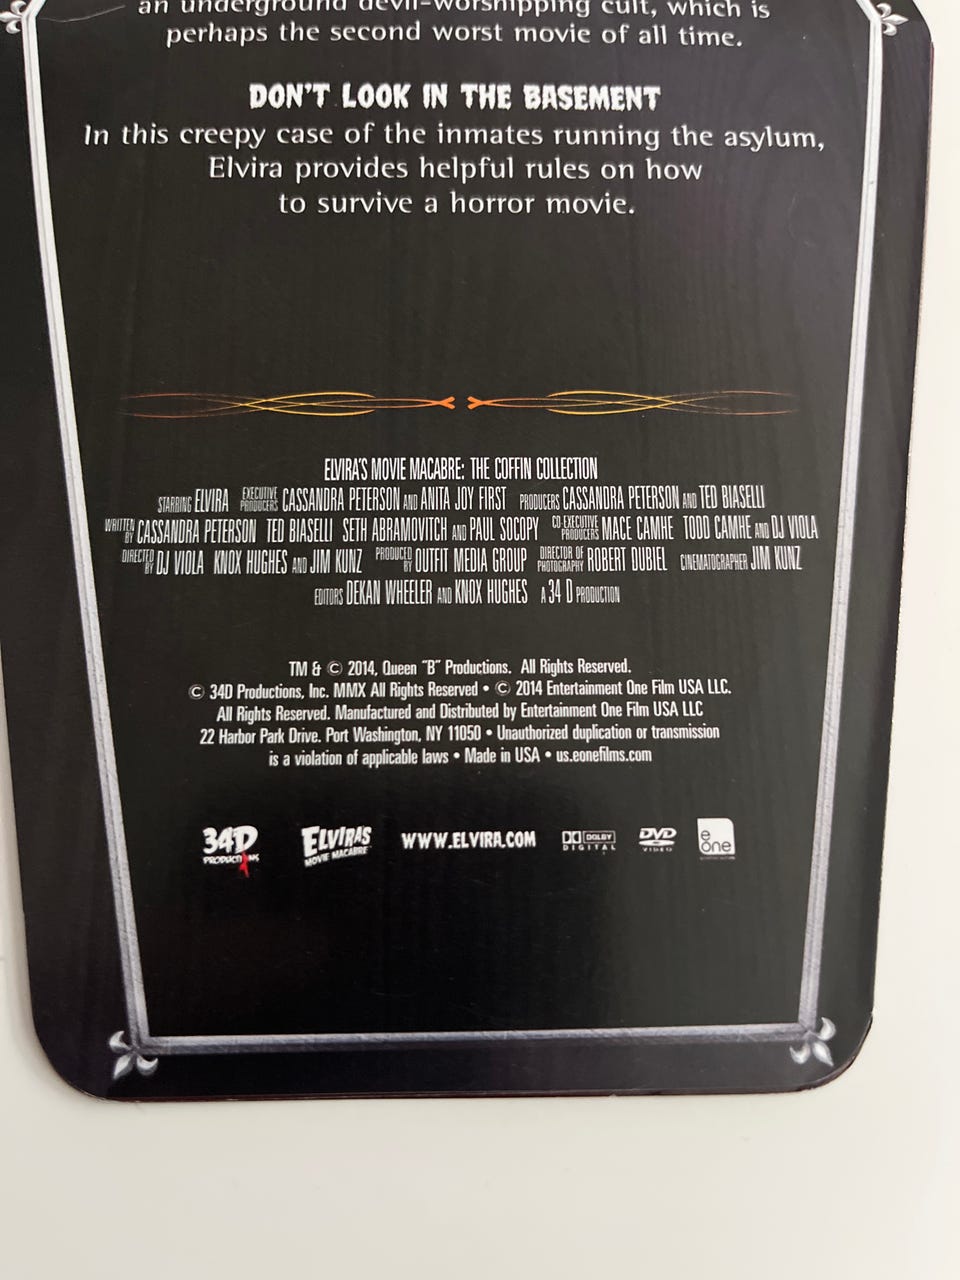 an underground devil-worshipping cult, which is
perhaps the second worst movie of all time.
DON'T LOOK IN THE BASEMENT
In this creepy case of the inmates running the asylum,
Elvira provides helpful rules on how
to survive a horror movie.
ELVIRA'S MOVIE MACABRE: THE COFFIN COLLECTION
STARRING ELVIRA EXECUTIVE PRODUCERS CASSANDRA PETERSON AND ANITA JOY FIRST PRODUCERS CASSANDRA PETERSON AND TED BIASELLI
WRITTEN BY CASSANDRA PETERSON TED BIASELLI SETH ABRAMOVITCH AND PAUL SOCOPY CO-EXECUTIVE PRODUCERS MACE CAMHE TODD CAMHE AND DJ VIOLA
DIRECTED BY DJ VIOLA KNOX HUGHES AND JIM KUNZ PRODUCED BY OUTFIT MEDIA GROUP DIRECTOR OF PHOTOGRAPHY ROBERT DUBIEL CINEMATOGRAPHER JIM KUNZ
EDITORS DEKAN WHEELER AND KNOX HUGHES A 34 D PRODUCTION
TM & © 2014, Queen "B" Productions. All Rights Reserved.
© 34D Productions, Inc. MMX All Rights Reserved • © 2014 Entertainment One Film USA LLC.
All Rights Reserved. Manufactured and Distributed by Entertainment One Film USA LLC
22 Harbor Park Drive. Port Washington, NY 11050 • Unauthorized duplication or transmission
is a violation of applicable laws • Made in USA • us.eonefilms.com
34D PRODUCTIONS ELVIRAS MOVIE MACABRE WWW.ELVIRA.COM DOLBY DIGITAL DVD VIDEO e one